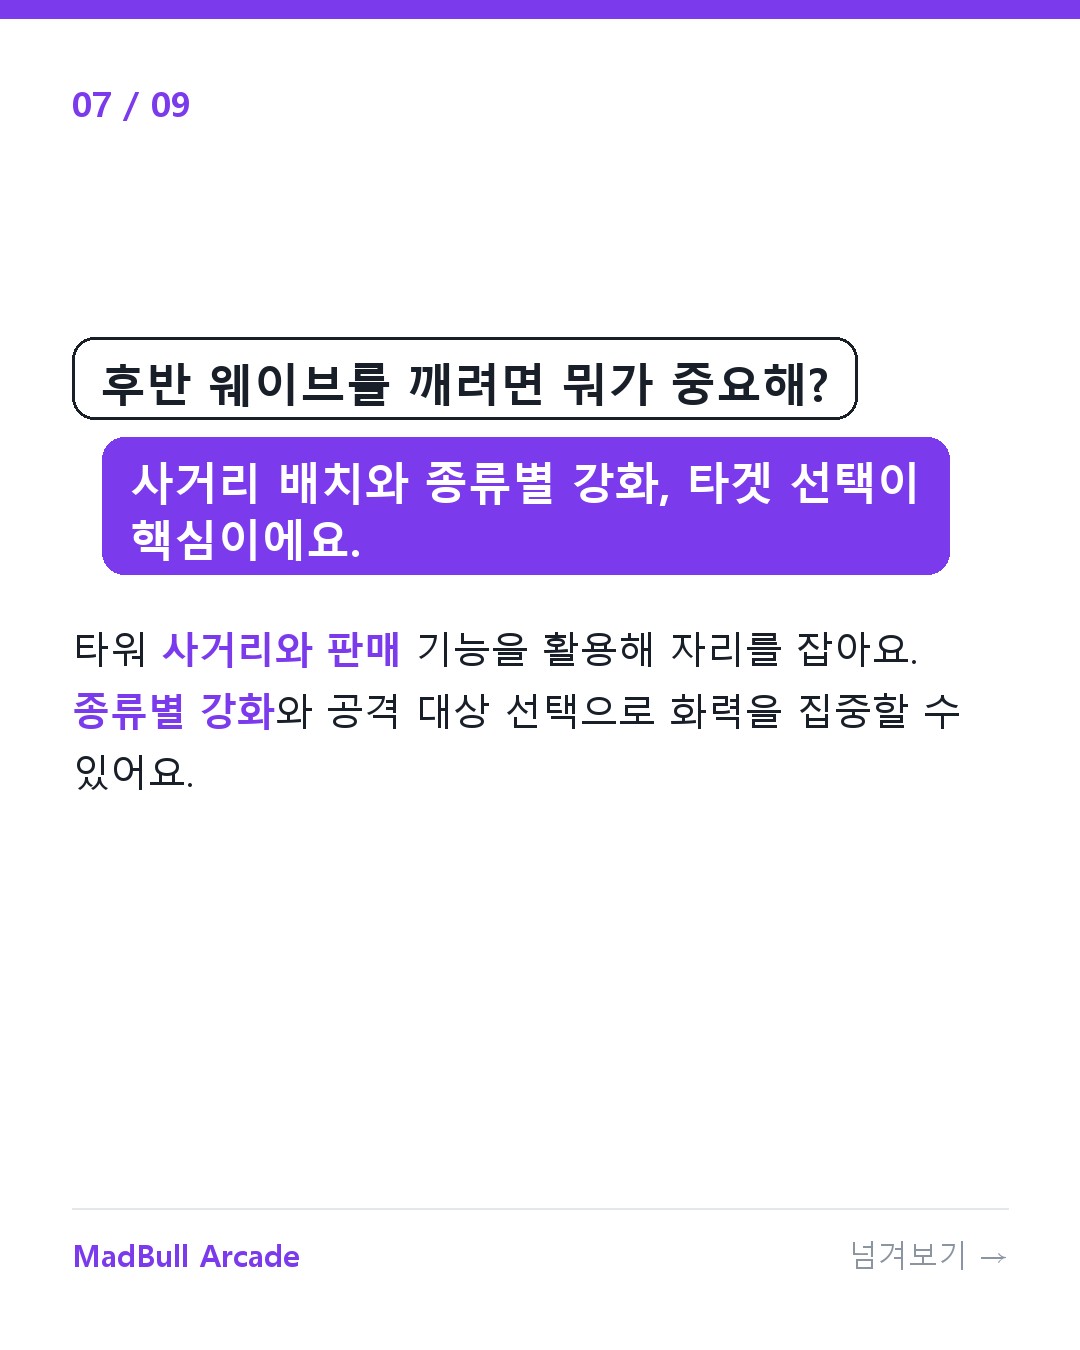 07 / 09
후반 웨이브를 깨려면 뭐가 중요해?
사거리 배치와 종류별 강화, 타겟 선택이
핵심이에요.
타워 사거리와 판매 기능을 활용해 자리를 잡아요.
종류별 강화와 공격 대상 선택으로 화력을 집중할 수
있어요.
MadBull Arcade
넘겨보기 →